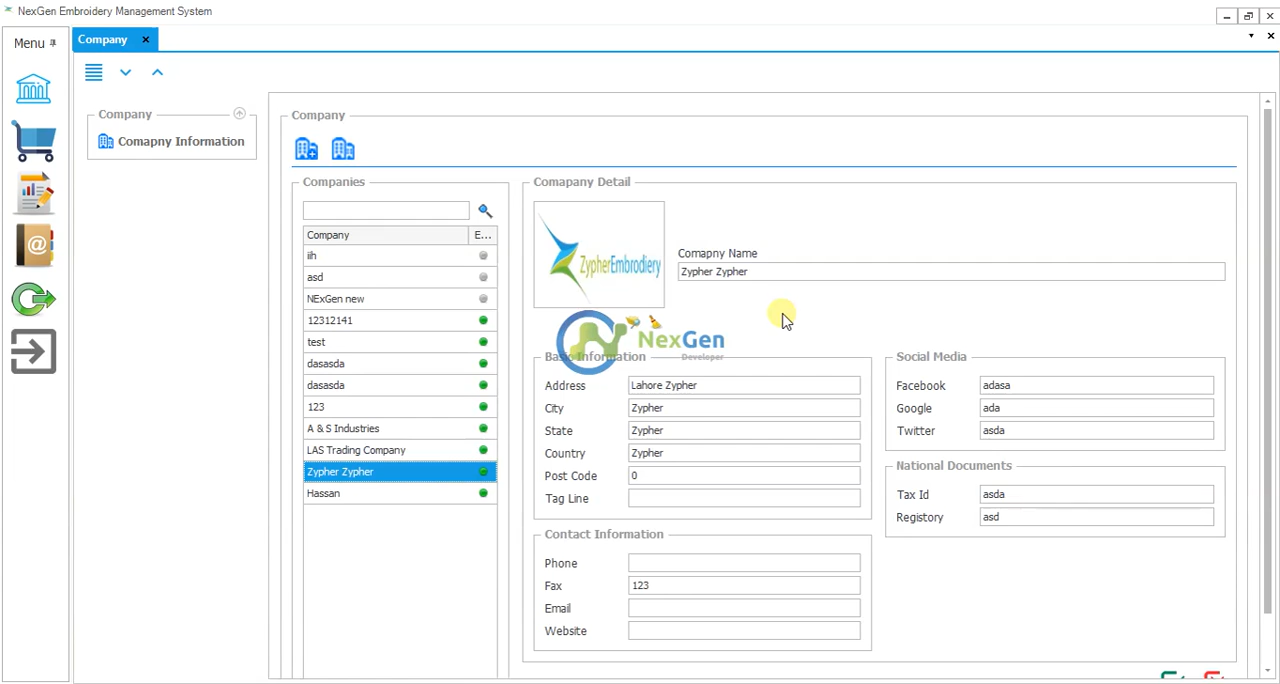 NexGen Embroidery Management System
Menu
Company
Company
Comapny Information
Company
Companies
Company E...
iih
asd
NExGen new
12312141
test
dasasda
dasasda
123
A & S Industries
LAS Trading Company
Zypher Zypher
Hassan
Comapany Detail
ZypherEmbrodiery
Comapny Name
Zypher Zypher
NexGen
Developer
Basic Information
Address Lahore Zypher
City Zypher
State Zypher
Country Zypher
Post Code 0
Tag Line
Contact Information
Phone
Fax 123
Email
Website
Social Media
Facebook adasa
Google ada
Twitter asda
National Documents
Tax Id asda
Registory asd